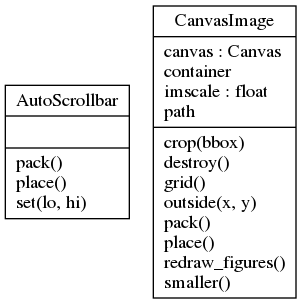 AutoScrollbar
pack()
place()
set(lo, hi)
CanvasImage
canvas : Canvas
container
imscale : float
path
crop(bbox)
destroy()
grid()
outside(x, y)
pack()
place()
redraw_figures()
smaller()